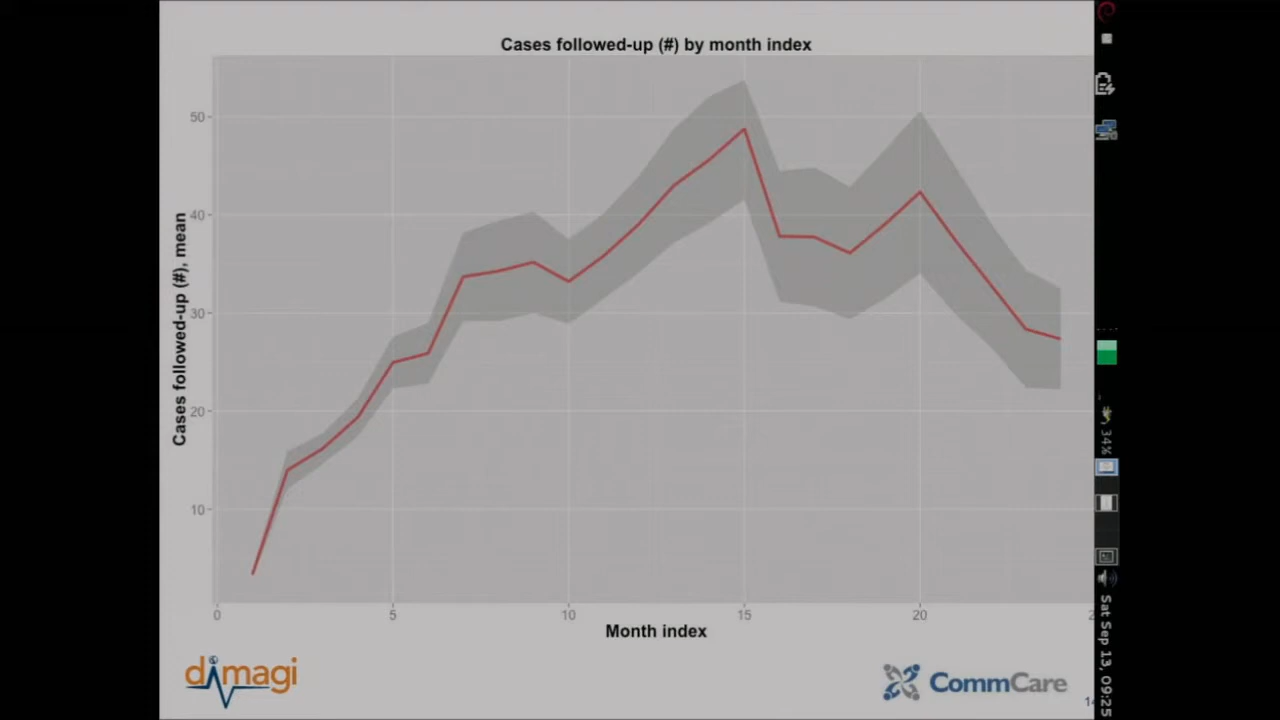 Cases followed-up (#) by month index
Cases followed-up (#), mean
50
40
30
20
10
0
5
10
15
20
Month index
dimagi
CommCare
34%
Sat Sep 13, 09:25